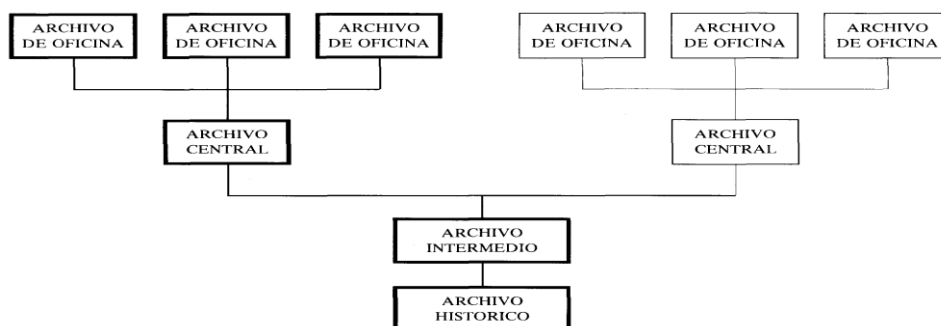 ARCHIVO
DE OFICINA
ARCHIVO
DE OFICINA
ARCHIVO
DE OFICINA
ARCHIVO
DE OFICINA
ARCHIVO
DE OFICINA
ARCHIVO
DE OFICINA
ARCHIVO
CENTRAL
ARCHIVO
CENTRAL
ARCHIVO
INTERMEDIO
ARCHIVO
HISTORICO